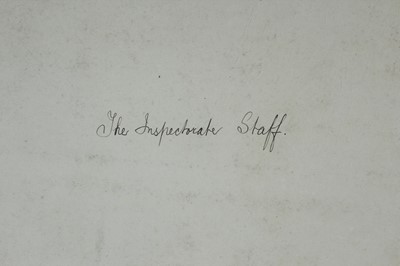 The Inspectorate Staff.